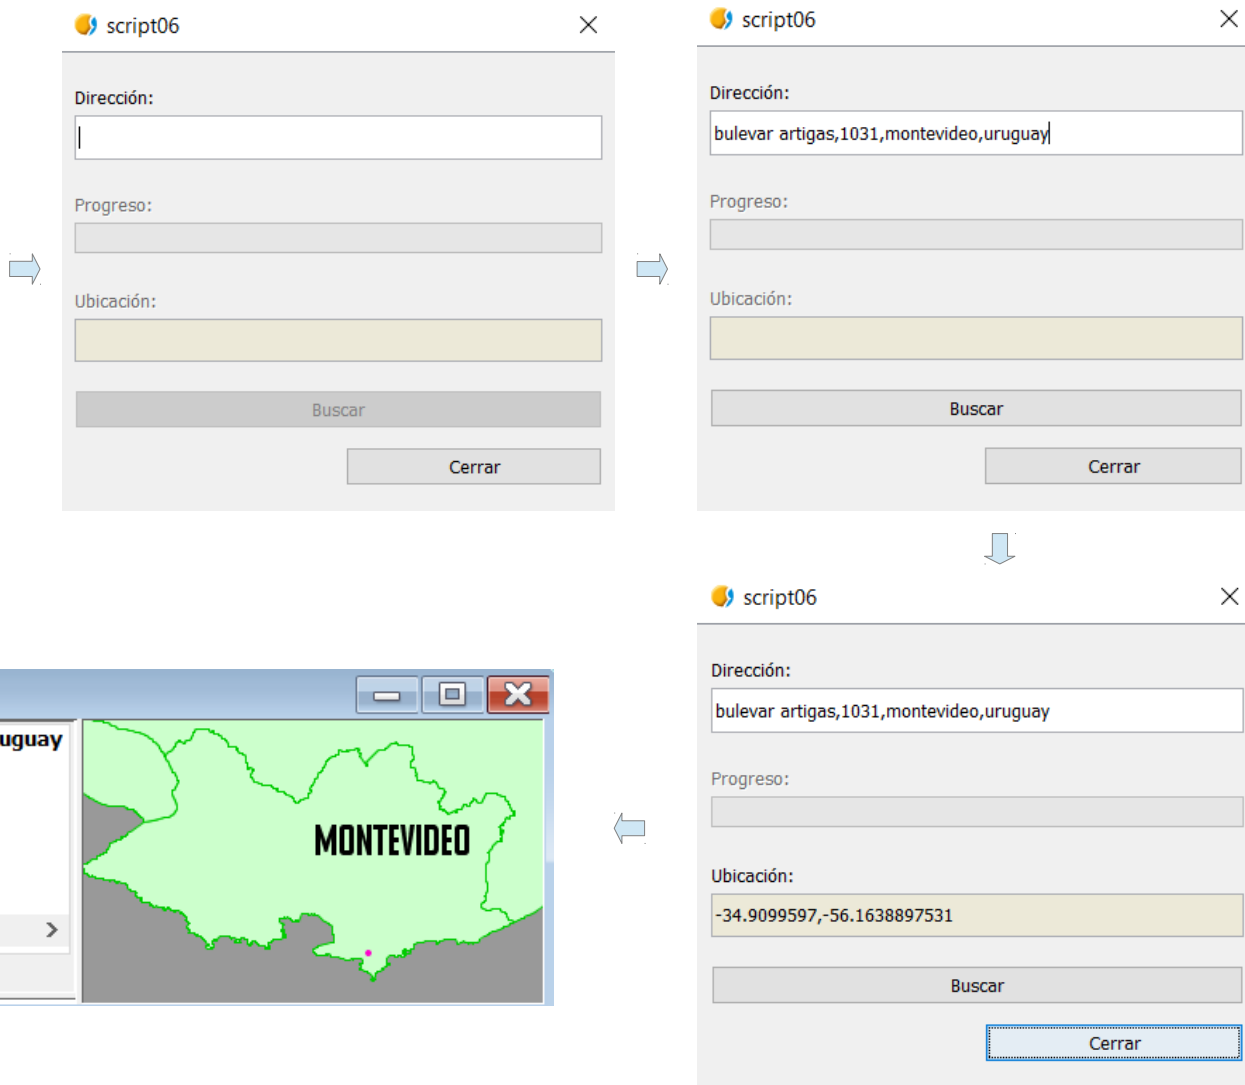 script06
Dirección:
Progreso:
Ubicación:
Buscar
Cerrar
script06
Dirección:
bulevar artigas,1031,montevideo,uruguay
Progreso:
Ubicación:
Buscar
Cerrar
script06
Dirección:
bulevar artigas,1031,montevideo,uruguay
Progreso:
Ubicación:
-34.9099597,-56.1638897531
Buscar
Cerrar
uguay
MONTEVIDEO